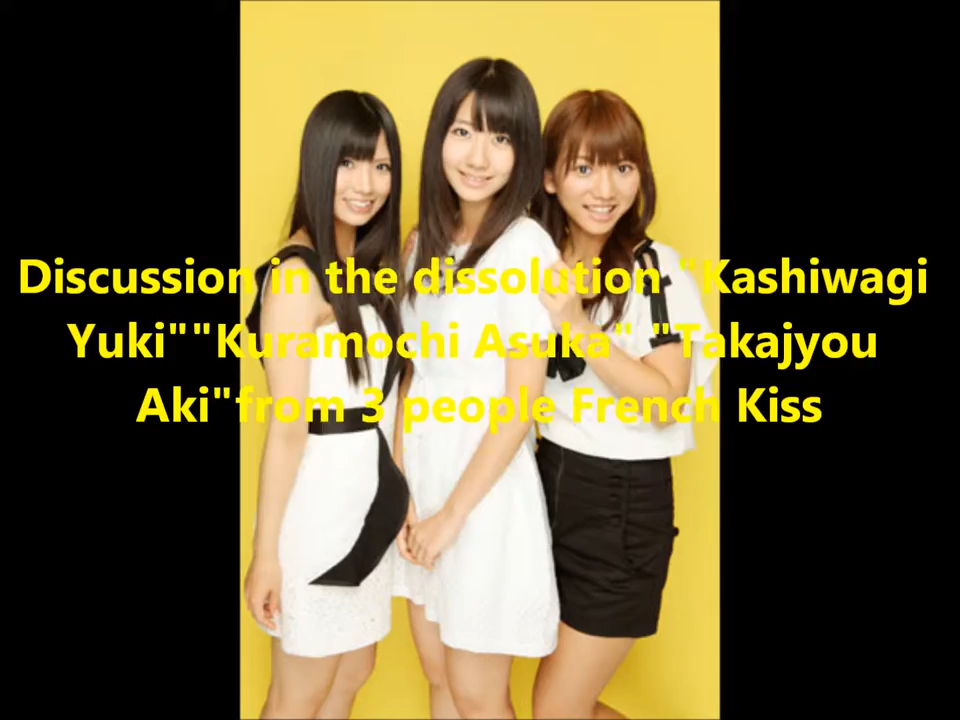 Discussion in the dissolution "Kashiwagi
Yuki""Kuramochi Asuka" "Takajyou
Aki"from 3 people French Kiss